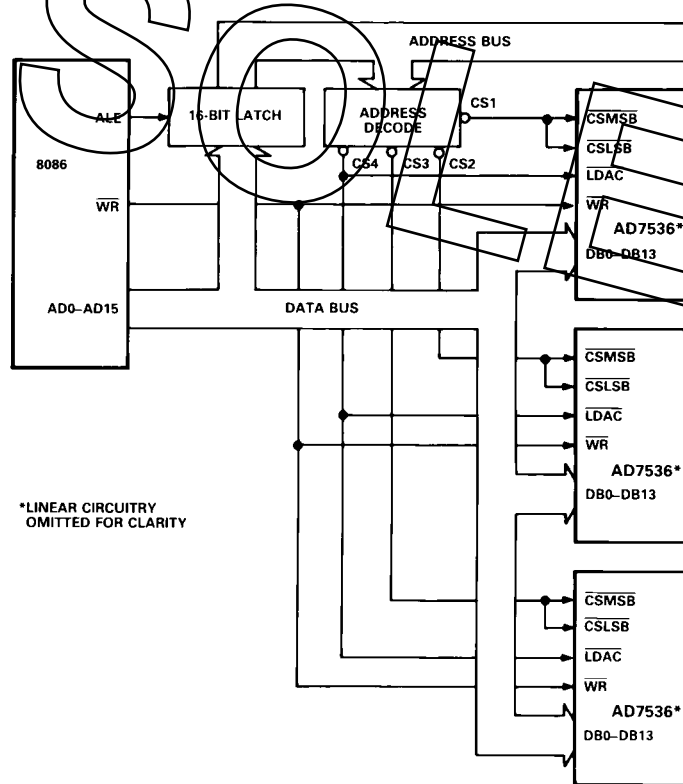 ADDRESS BUS
ALE
16-BIT LATCH
ADDRESS
DECODE
CS1
CSMSB
CSLSB
8086
CS4
CS3
CS2
LDAC
WR
WR
AD7536*
DB0–DB13
AD0–AD15
DATA BUS
CSMSB
CSLSB
LDAC
WR
AD7536*
DB0–DB13
*LINEAR CIRCUITRY
OMITTED FOR CLARITY
CSMSB
CSLSB
LDAC
WR
AD7536*
DB0–DB13